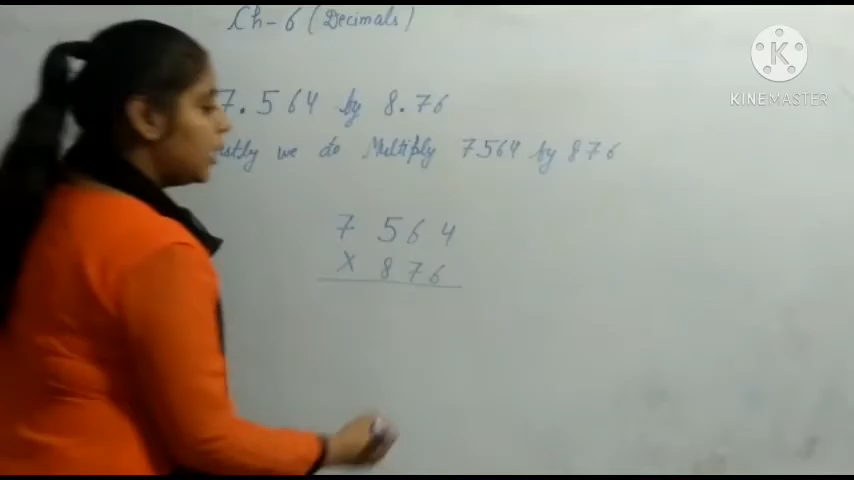 Ch-6 (Decimals)
7.564 by 8.76
we do Multiply 7564 by 876
7 5 6 4
X 8 7 6
K
KINEMASTER